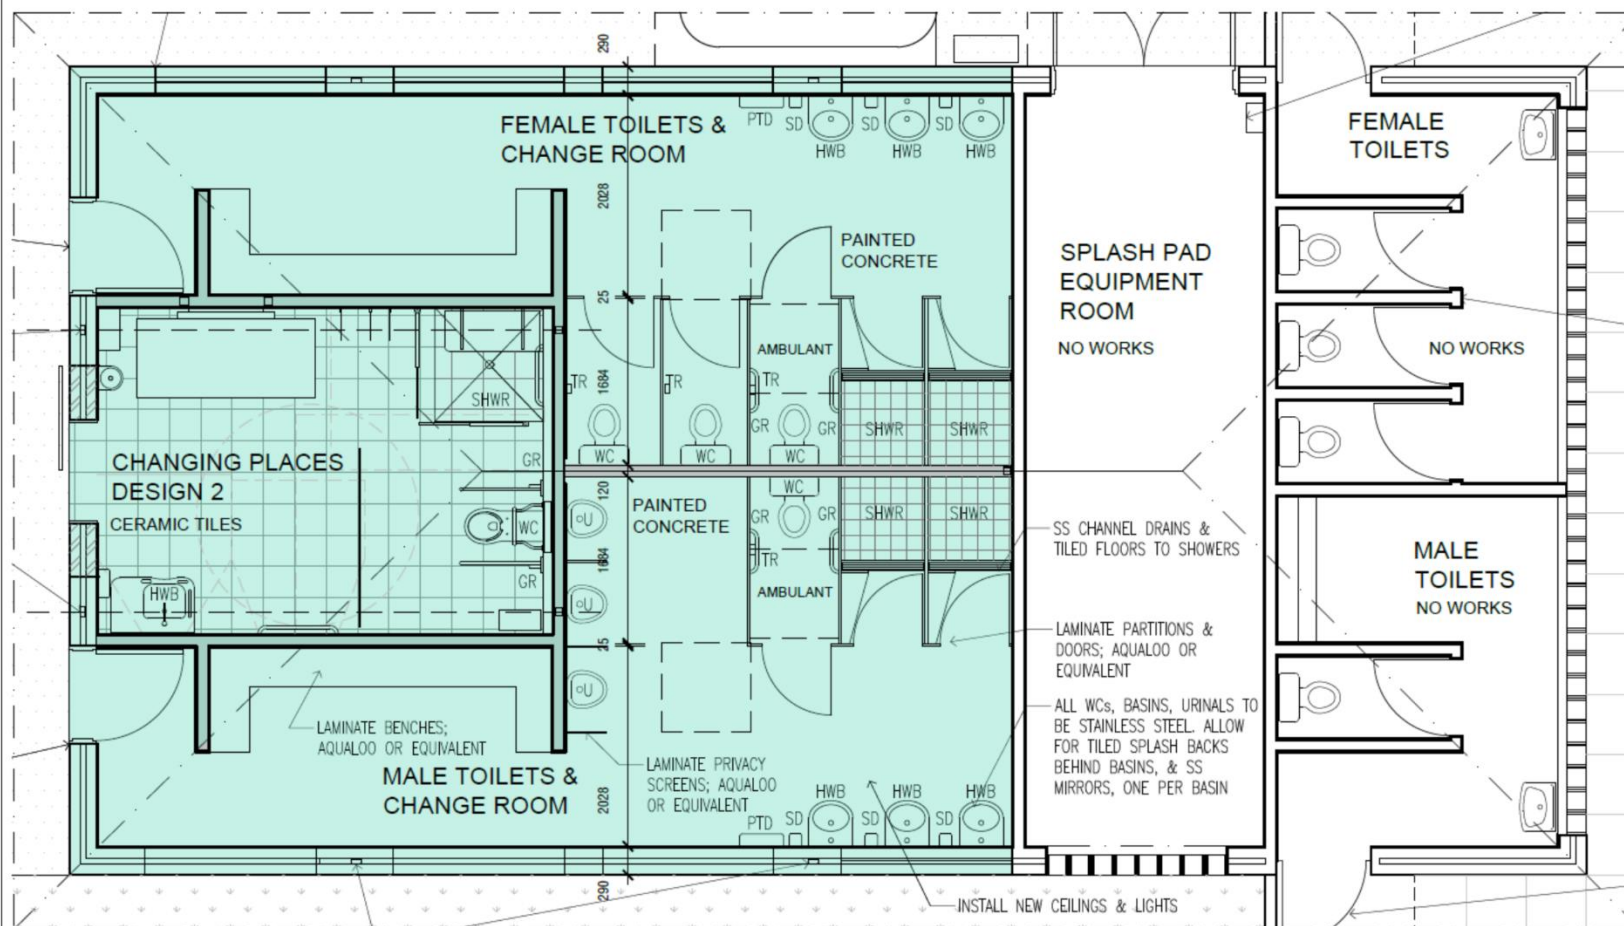 290
FEMALE TOILETS &
CHANGE ROOM
PTD
SD
HWB
SD
HWB
SD
HWB
2028
PAINTED
CONCRETE
25
AMBULANT
TR
1684
TR
TR
GR
GR
SHWR
SHWR
WC
WC
WC
SHWR
CHANGING PLACES
DESIGN 2
CERAMIC TILES
GR
WC
GR
HWB
120
PAINTED
CONCRETE
U
U
U
1684
25
WC
GR
GR
TR
SHWR
SHWR
AMBULANT
LAMINATE BENCHES;
AQUALOO OR EQUIVALENT
MALE TOILETS &
CHANGE ROOM
LAMINATE PRIVACY
SCREENS; AQUALOO
OR EQUIVALENT
2028
PTD
SD
HWB
SD
HWB
SD
HWB
290
SPLASH PAD
EQUIPMENT
ROOM
NO WORKS
SS CHANNEL DRAINS &
TILED FLOORS TO SHOWERS
LAMINATE PARTITIONS &
DOORS; AQUALOO OR
EQUIVALENT
ALL WCs, BASINS, URINALS TO
BE STAINLESS STEEL. ALLOW
FOR TILED SPLASH BACKS
BEHIND BASINS, & SS
MIRRORS, ONE PER BASIN
INSTALL NEW CEILINGS & LIGHTS
FEMALE
TOILETS
NO WORKS
MALE
TOILETS
NO WORKS